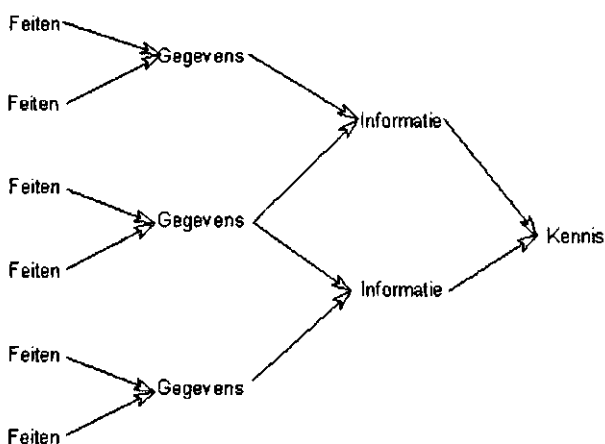 Feiten
Gegevens
Feiten
Informatie
Feiten
Gegevens
Kennis
Feiten
Informatie
Feiten
Gegevens
Feiten